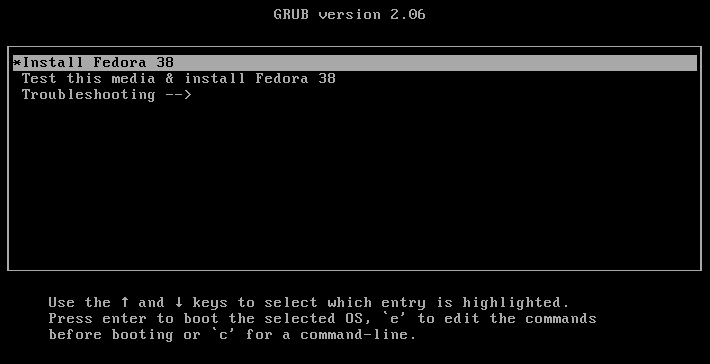 GRUB version 2.06
*Install Fedora 38
Test this media & install Fedora 38
Troubleshooting -->
Use the ↑ and ↓ keys to select which entry is highlighted.
Press enter to boot the selected OS, `e' to edit the commands
before booting or `c' for a command-line.